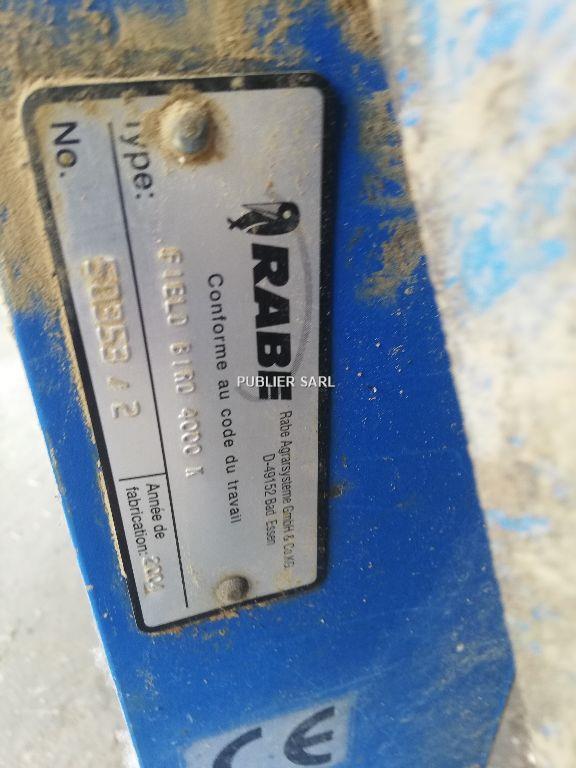 RABE
Rabe Agrarsysteme GmbH & Co.KG
D-49152 Bad Essen
Conforme au code du travail
Type: FIELD BIRD 4000 K
No.
Année de
fabrication:
PUBLIER SARL
CE